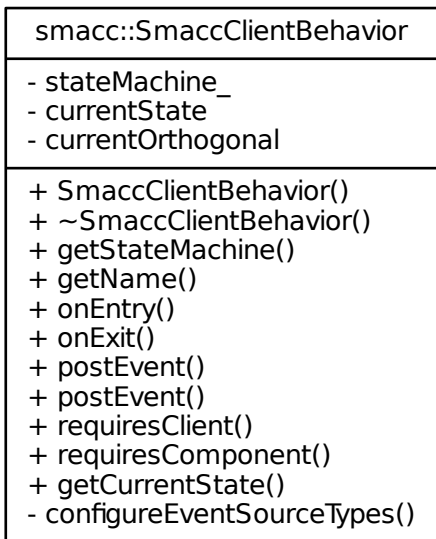 smacc::SmaccClientBehavior
- stateMachine_
- currentState
- currentOrthogonal
+ SmaccClientBehavior()
+ ~SmaccClientBehavior()
+ getStateMachine()
+ getName()
+ onEntry()
+ onExit()
+ postEvent()
+ postEvent()
+ requiresClient()
+ requiresComponent()
+ getCurrentState()
- configureEventSourceTypes()